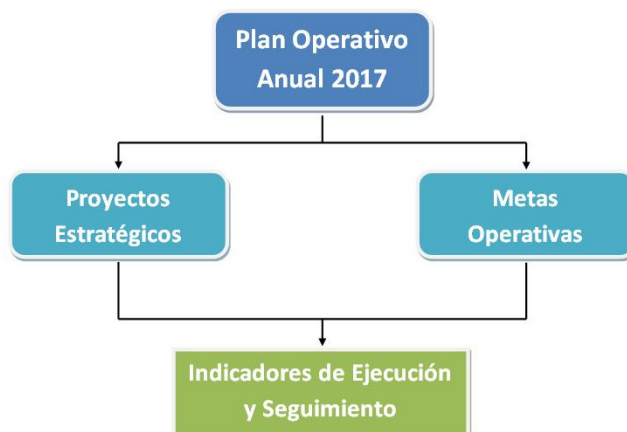 Plan Operativo
Anual 2017
Proyectos
Estratégicos
Metas
Operativas
Indicadores de Ejecución
y Seguimiento